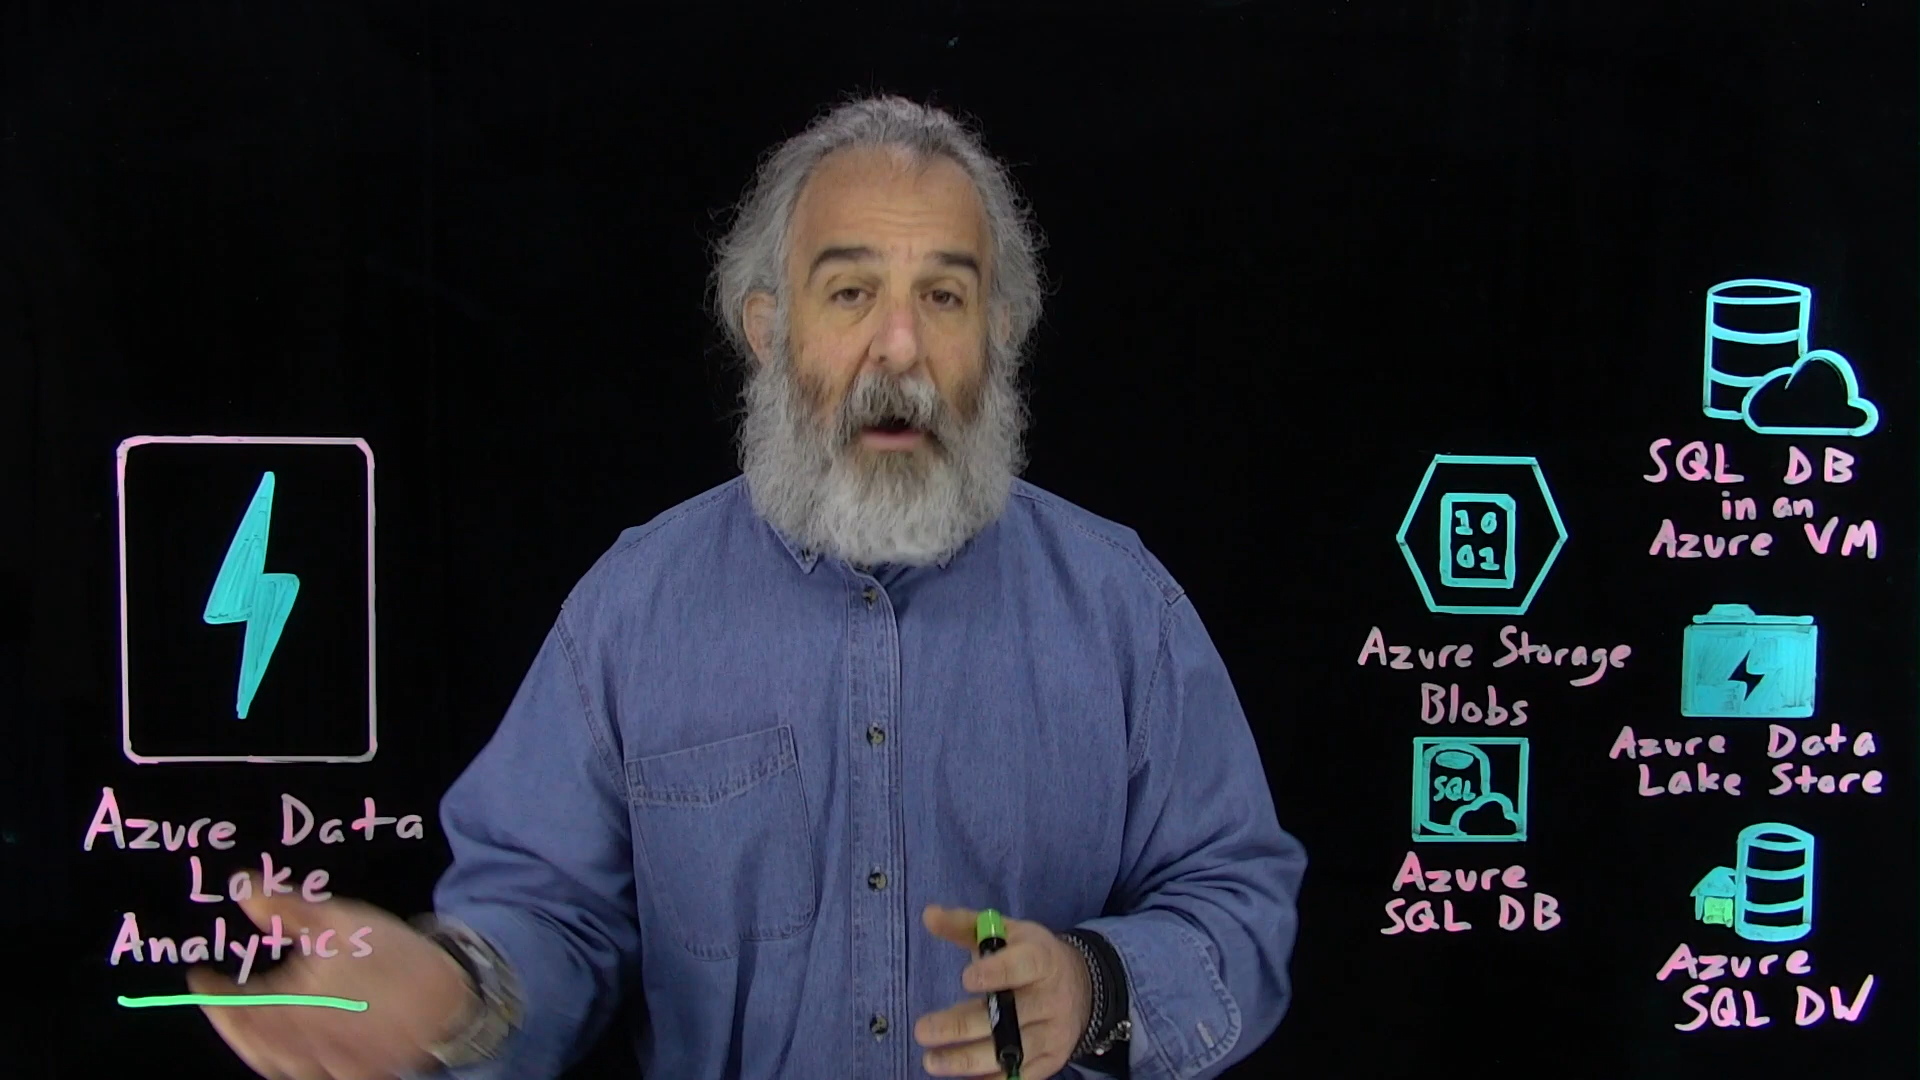 Azure Data
Lake
Analytics
10
01
Azure Storage
Blobs
SQL
Azure
SQL DB
SQL DB
in an
Azure VM
Azure Data
Lake Store
Azure
SQL DW